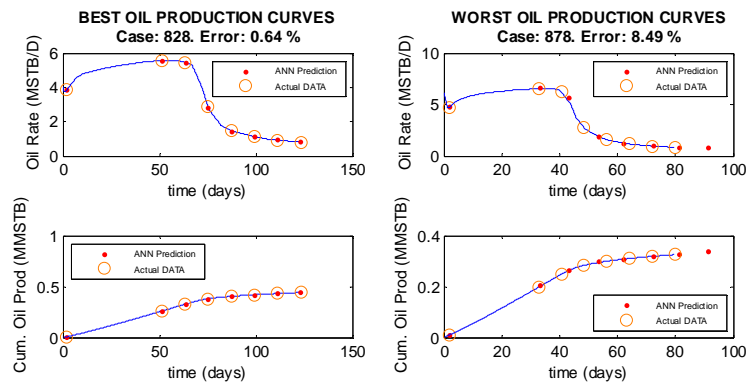 BEST OIL PRODUCTION CURVES
Case: 828. Error: 0.64 %
Oil Rate (MSTB/D)
6
4
2
0
ANN Prediction
Actual DATA
0
50
100
150
time (days)
WORST OIL PRODUCTION CURVES
Case: 878. Error: 8.49 %
Oil Rate (MSTB/D)
10
5
0
ANN Prediction
Actual DATA
0
20
40
60
80
100
time (days)
Cum. Oil Prod (MMSTB)
1
0.5
0
ANN Prediction
Actual DATA
0
50
100
150
time (days)
Cum. Oil Prod (MMSTB)
0.4
0.2
0
ANN Prediction
Actual DATA
0
20
40
60
80
100
time (days)